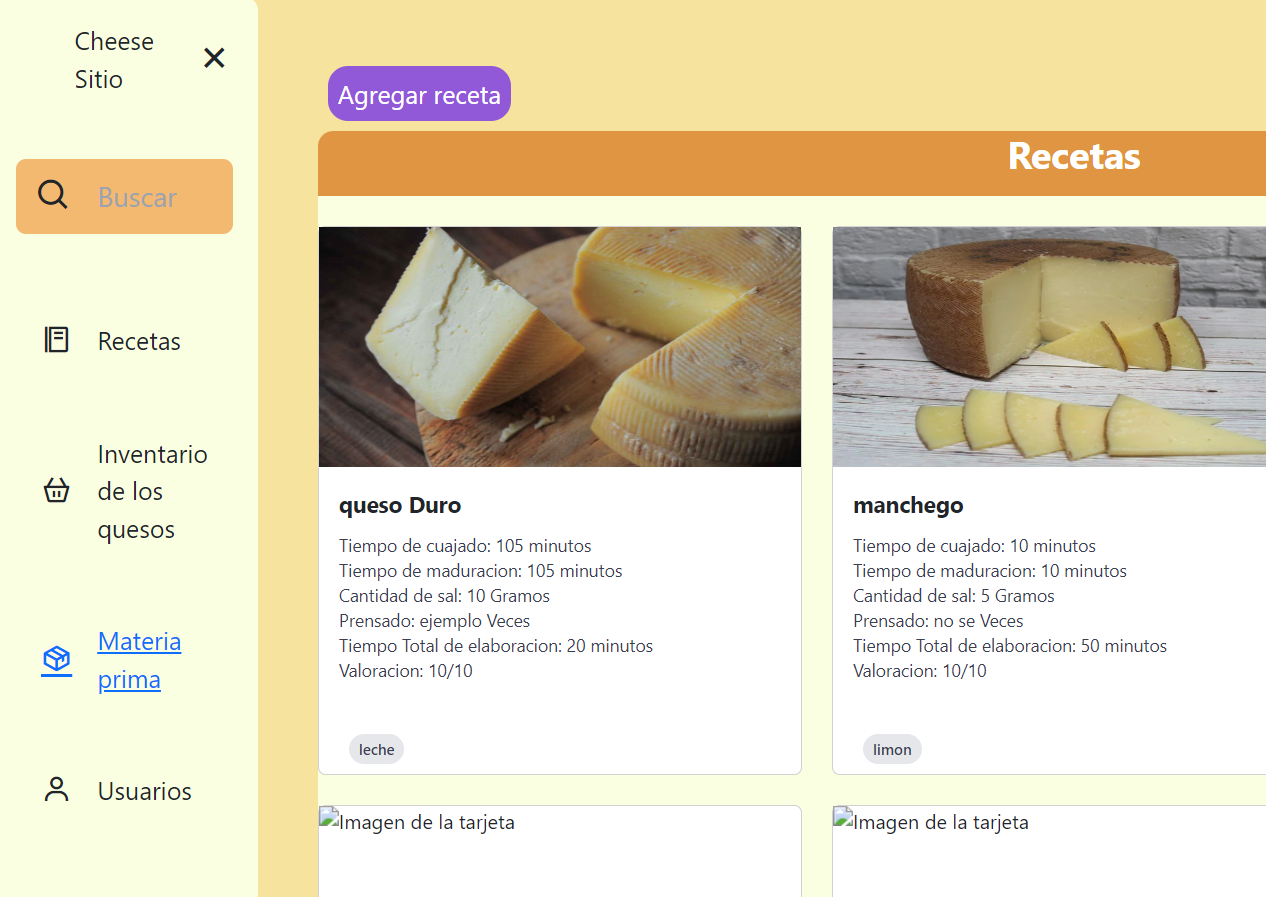 Cheese
Sitio
Buscar
Recetas
Inventario
de los
quesos
Materia
prima
Usuarios
Agregar receta
Recetas
queso Duro
Tiempo de cuajado: 105 minutos
Tiempo de maduracion: 105 minutos
Cantidad de sal: 10 Gramos
Prensado: ejemplo Veces
Tiempo Total de elaboracion: 20 minutos
Valoracion: 10/10
leche
manchego
Tiempo de cuajado: 10 minutos
Tiempo de maduracion: 10 minutos
Cantidad de sal: 5 Gramos
Prensado: no se Veces
Tiempo Total de elaboracion: 50 minutos
Valoracion: 10/10
limon
Imagen de la tarjeta
Imagen de la tarjeta